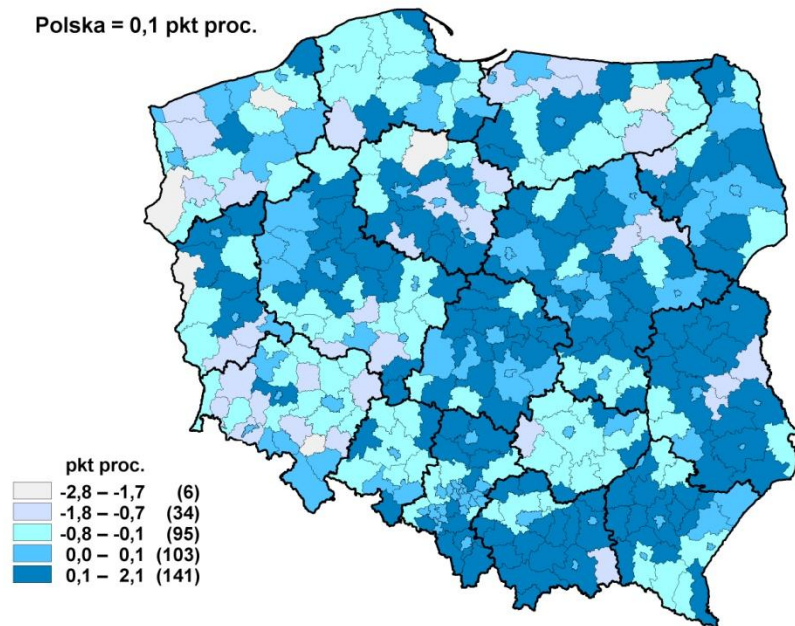 Polska = 0,1 pkt proc.
pkt proc.
-2,8 – -1,7 (6)
-1,8 – -0,7 (34)
-0,8 – -0,1 (95)
0,0 – 0,1 (103)
0,1 – 2,1 (141)